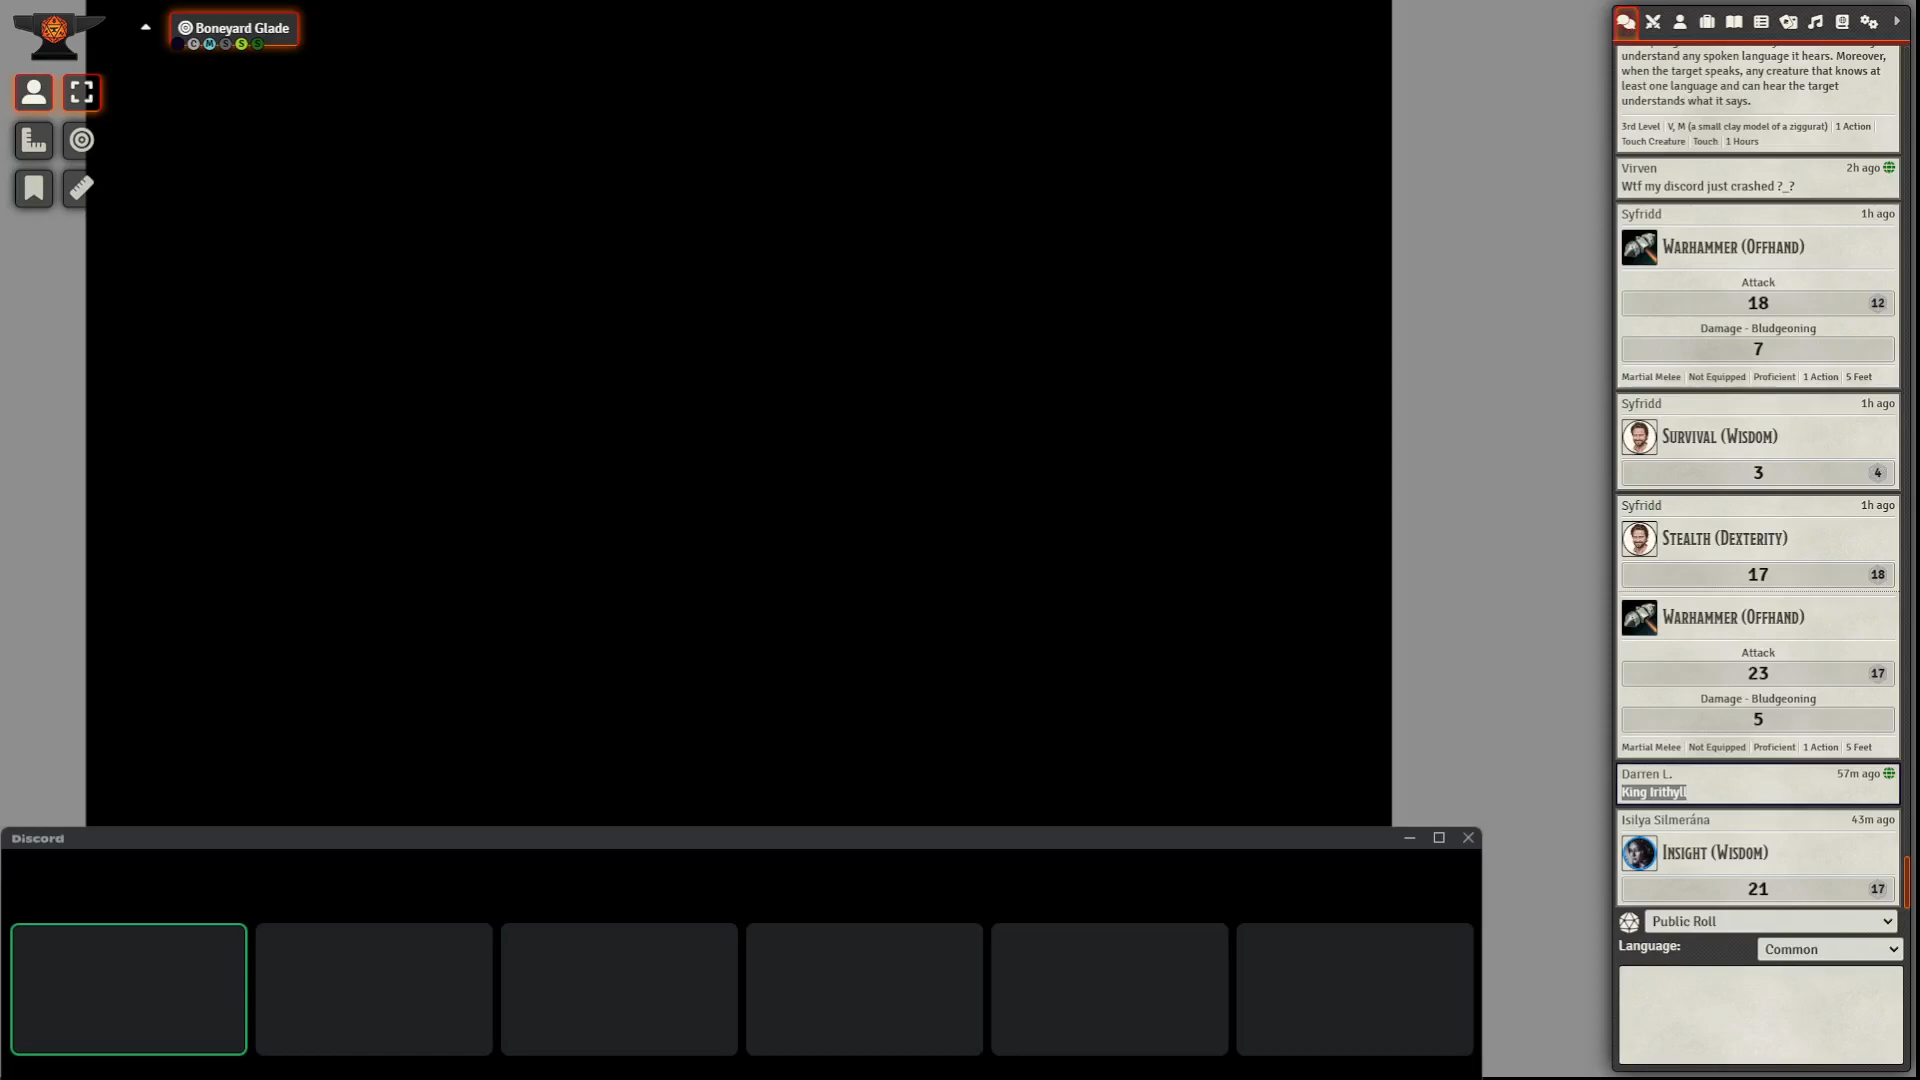 Boneyard Glade
C M S S S
understand any spoken language it hears. Moreover,
when the target speaks, any creature that knows at
least one language and can hear the target
understands what it says.
3rd Level V, M (a small clay model of a ziggurat) 1 Action
Touch Creature Touch 1 Hours
Virven 2h ago
Wtf my discord just crashed ?_?
Syfridd 1h ago
Warhammer (Offhand)
Attack
18 12
Damage - Bludgeoning
7
Martial Melee Not Equipped Proficient 1 Action 5 Feet
Syfridd 1h ago
Survival (Wisdom)
3 4
Syfridd 1h ago
Stealth (Dexterity)
17 18
Warhammer (Offhand)
Attack
23 17
Damage - Bludgeoning
5
Martial Melee Not Equipped Proficient 1 Action 5 Feet
Darren L. 57m ago
King Irithyll
Isilya Silmerána 43m ago
Insight (Wisdom)
21 17
Public Roll
Language: Common
Discord